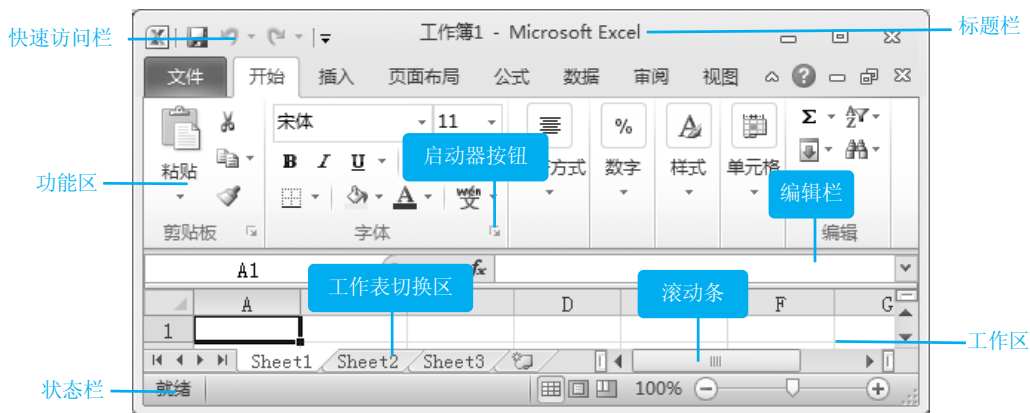 快速访问栏
工作簿1 - Microsoft Excel
标题栏
文件 开始 插入 页面布局 公式 数据 审阅 视图
宋体 11 % A Σ A Z
粘贴 B I U 启动器按钮 方式 数字 样式 单元格
功能区 A wén 文 编辑栏
剪贴板 字体 编辑
A1 fx
工作表切换区 滚动条
A D F G
1
工作区
Sheet1 Sheet2 Sheet3
状态栏
就绪 100%